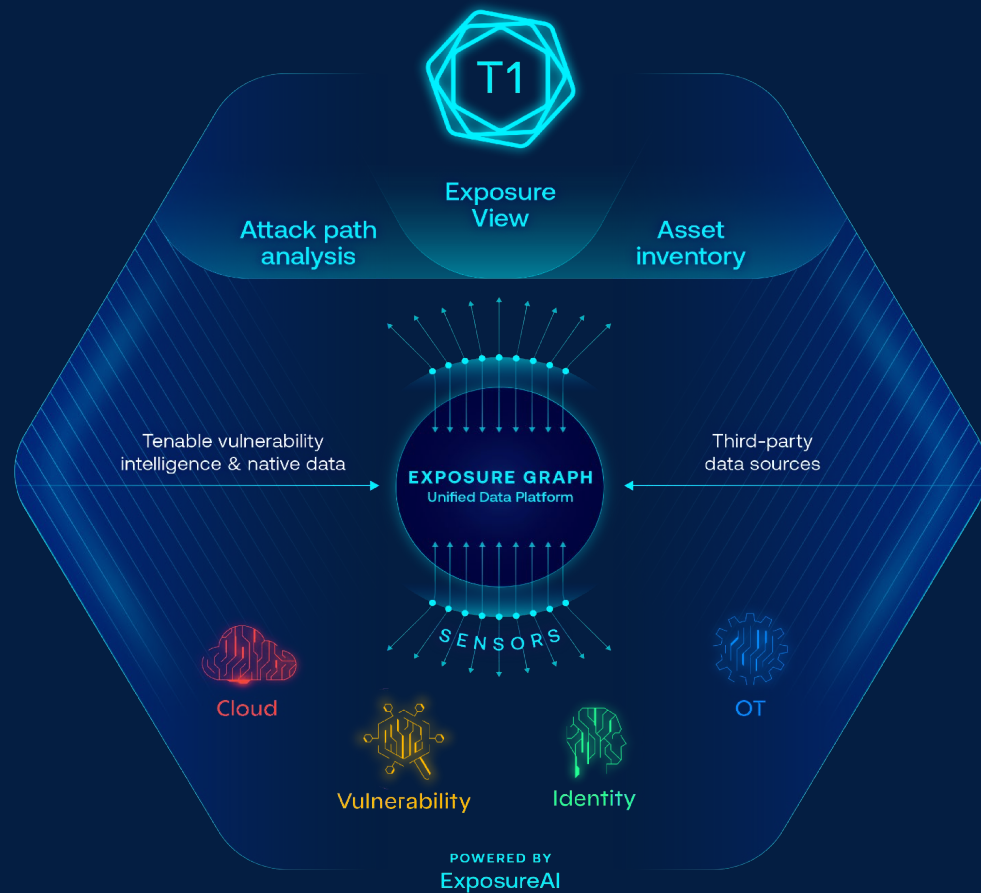 T1
Exposure
View
Attack path
analysis
Asset
inventory
Tenable vulnerability
intelligence & native data
Third-party
data sources
EXPOSURE GRAPH
Unified Data Platform
SENSORS
Cloud
OT
Vulnerability
Identity
POWERED BY
ExposureAI